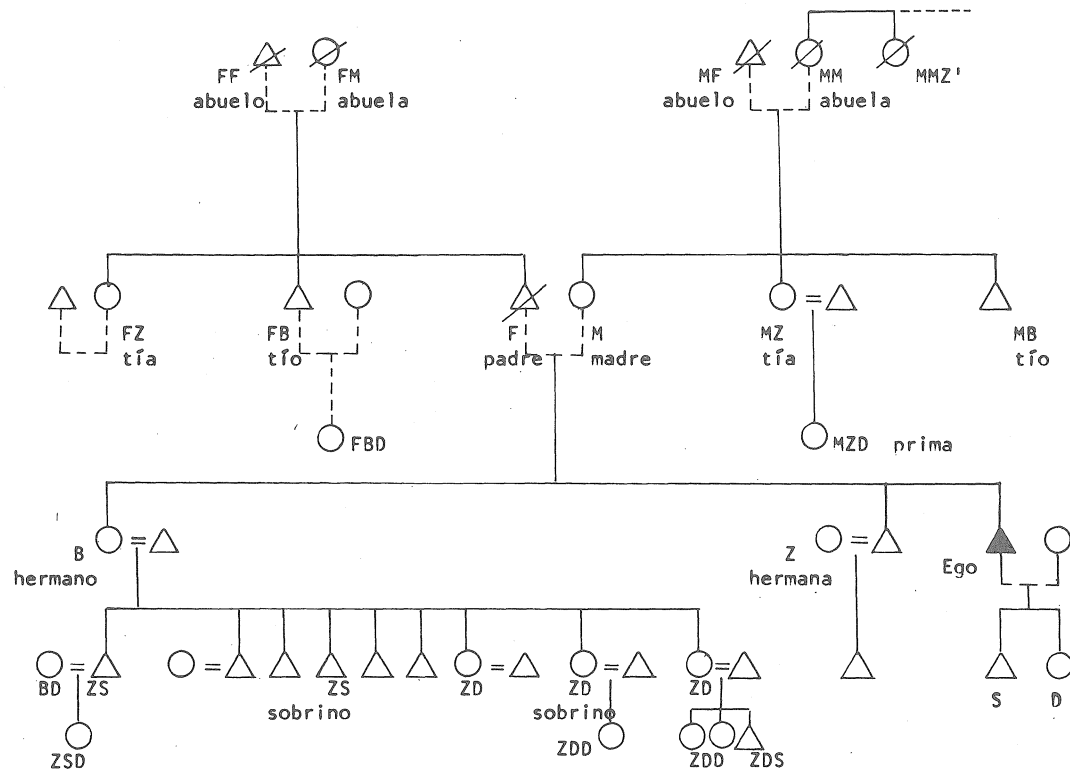 FF FM MF MM MMZ'
abuelo abuela abuelo abuela
FZ FB F M MZ MB
tía tío padre madre tía tío
FBD MZD prima
B Z Ego
hermano hermana
BD ZS ZS ZD ZD ZD S D
sobrino sobrino
ZSD ZDD ZDD ZDS